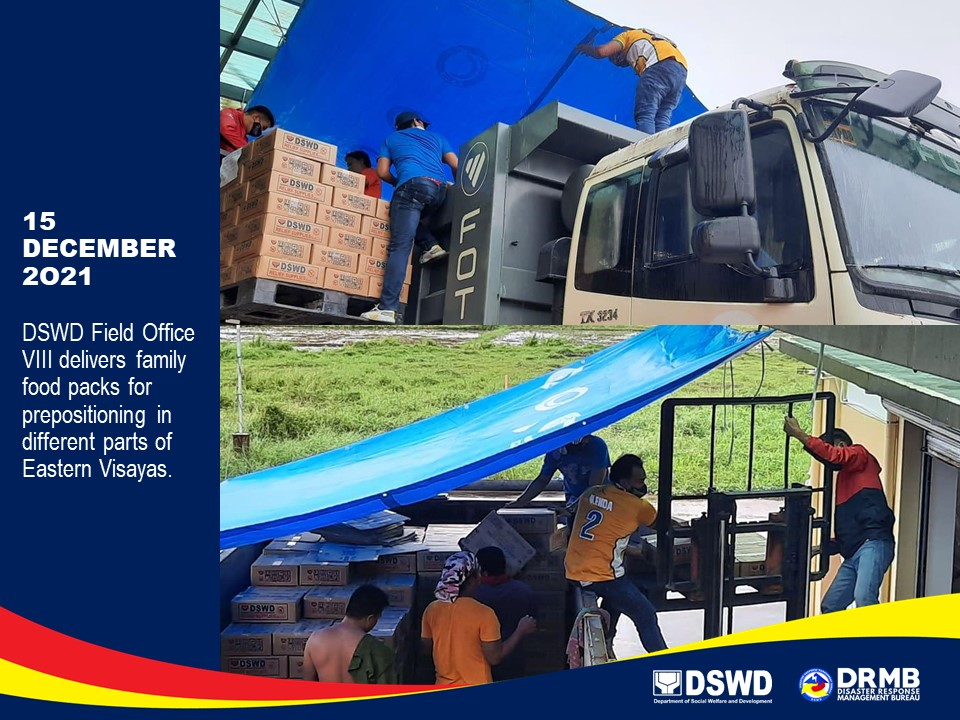 15
DECEMBER
2O21
DSWD Field Office
VIII delivers family
food packs for
prepositioning in
different parts of
Eastern Visayas.
DSWD
RELIEF SUPPLIES
DSWD
DSWD
DSWD
DSWD
FOT
TX 3234
2
DSWD
DSWD
DSWD
DSWD
Department of Social Welfare and Development
DRMB
DISASTER RESPONSE
MANAGEMENT BUREAU